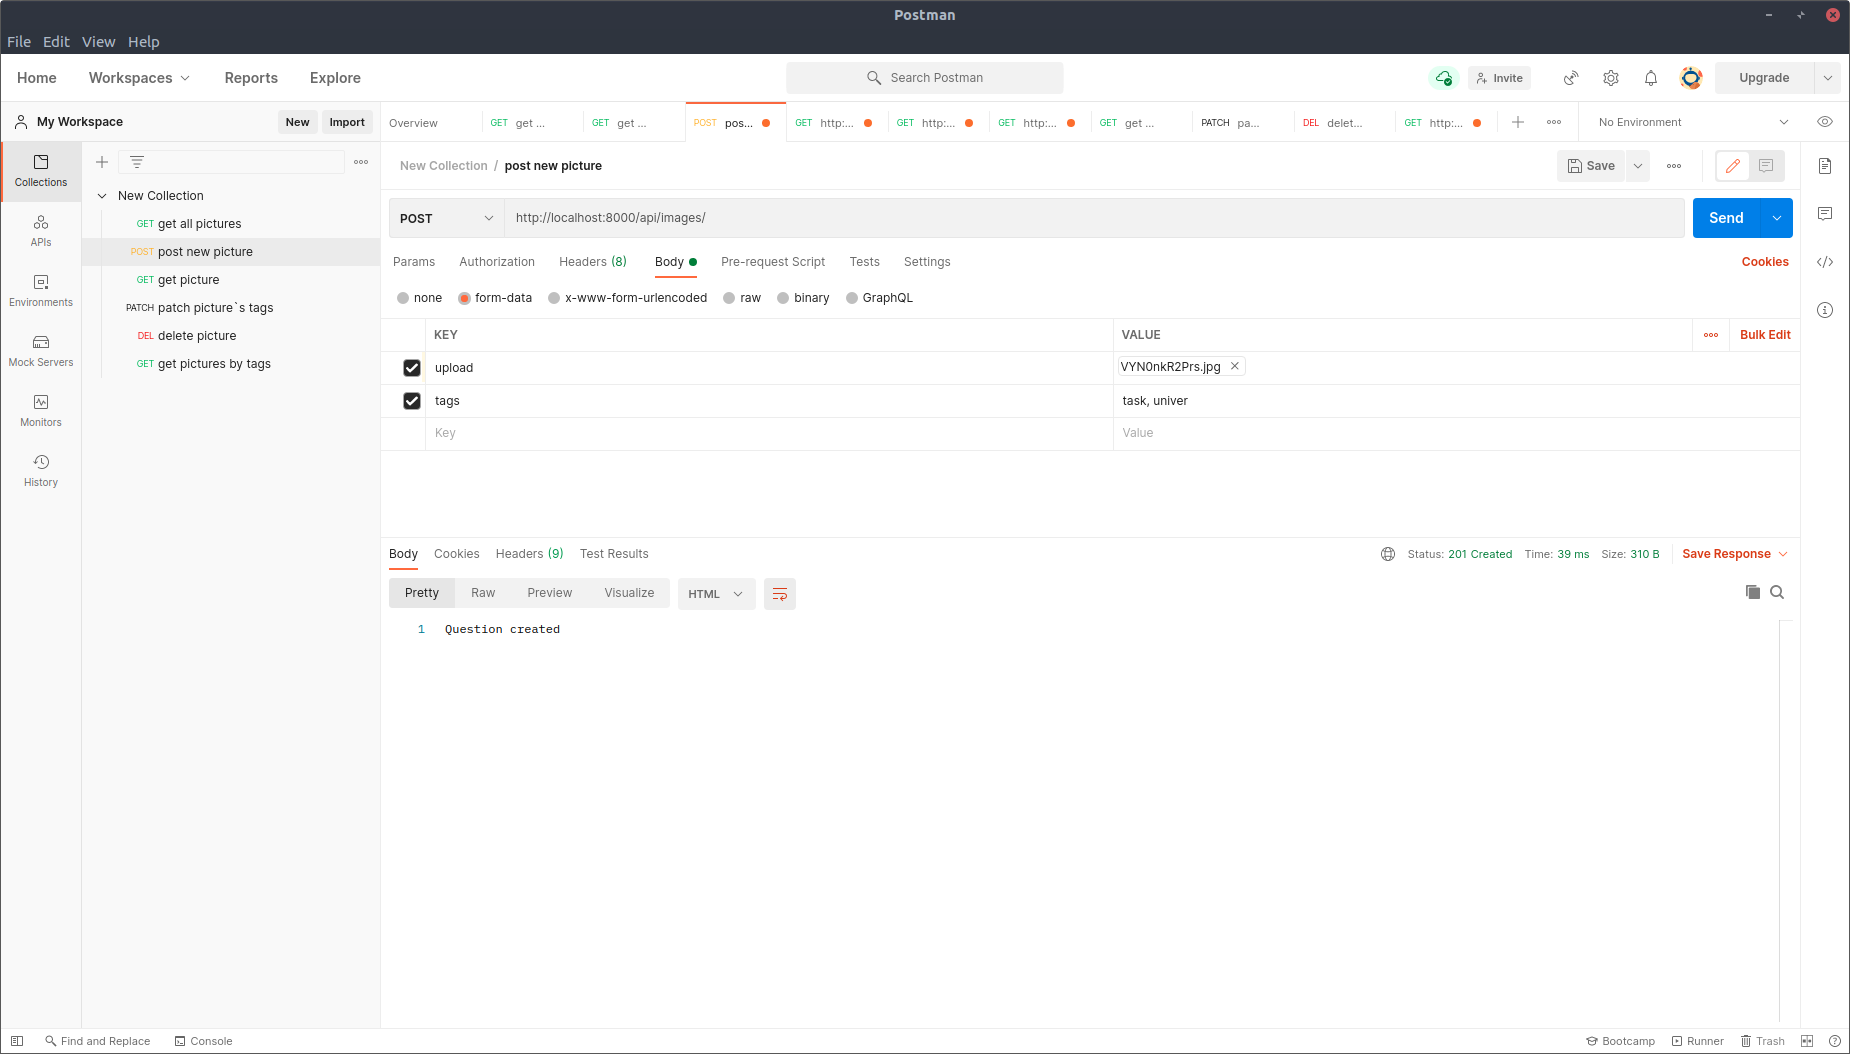 Postman
File Edit View Help
Home Workspaces Reports Explore Search Postman Invite Upgrade
My Workspace New Import
Overview GET get ... GET get ... POST pos... GET http:... GET http:... GET http:... GET get ... PATCH pa... DEL delet... GET http:... No Environment
Collections
APIs
Environments
Mock Servers
Monitors
History
New Collection
GET get all pictures
POST post new picture
GET get picture
PATCH patch picture`s tags
DEL delete picture
GET get pictures by tags
New Collection / post new picture Save
POST http://localhost:8000/api/images/ Send
Params Authorization Headers (8) Body Pre-request Script Tests Settings Cookies
none form-data x-www-form-urlencoded raw binary GraphQL
KEY VALUE Bulk Edit
upload VYN0nkR2Prs.jpg
tags task, univer
Key Value
Body Cookies Headers (9) Test Results Status: 201 Created Time: 39 ms Size: 310 B Save Response
Pretty Raw Preview Visualize HTML
1 Question created
Find and Replace Console Bootcamp Runner Trash